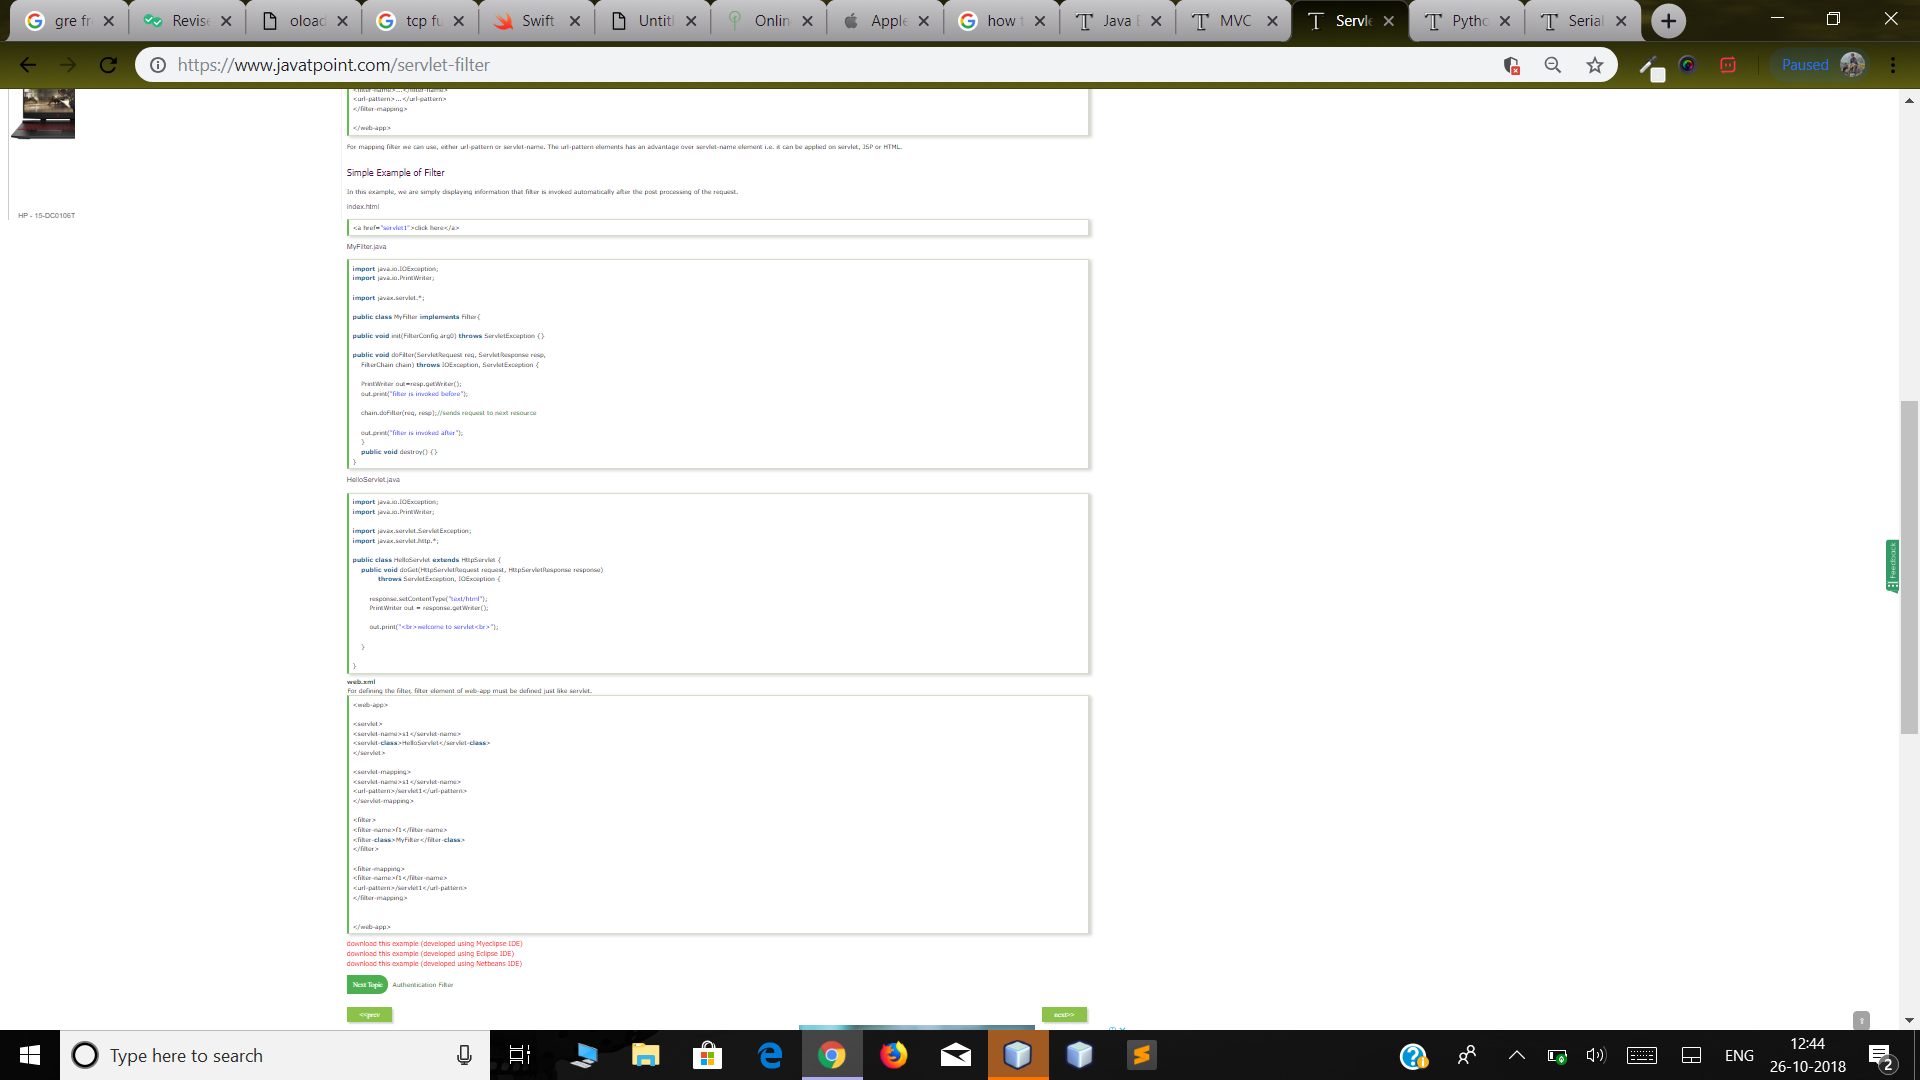 gre fr
Revise
oload
tcp fu
Swift
Untitl
Onlin
Apple
how t
Java E
MVC
Servle
Pytho
Serial
https://www.javatpoint.com/servlet-filter
Paused
HP - 15-DC0106T
<filter-name>...</filter-name>
<url-pattern>...</url-pattern>
</filter-mapping>
</web-app>
For mapping filter we can use, either url-pattern or servlet-name. The url-pattern elements has an advantage over servlet-name element i.e. it can be applied on servlet, JSP or HTML.
Simple Example of Filter
In this example, we are simply displaying information that filter is invoked automatically after the post processing of the request.
index.html
<a href="servlet1">click here</a>
MyFilter.java
import java.io.IOException;
import java.io.PrintWriter;
import javax.servlet.*;
public class MyFilter implements Filter{
public void init(FilterConfig arg0) throws ServletException {}
public void doFilter(ServletRequest req, ServletResponse resp,
FilterChain chain) throws IOException, ServletException {
PrintWriter out=resp.getWriter();
out.print("filter is invoked before");
chain.doFilter(req, resp);//sends request to next resource
out.print("filter is invoked after");
}
public void destroy() {}
}
HelloServlet.java
import java.io.IOException;
import java.io.PrintWriter;
import javax.servlet.ServletException;
import javax.servlet.http.*;
public class HelloServlet extends HttpServlet {
public void doGet(HttpServletRequest request, HttpServletResponse response)
throws ServletException, IOException {
response.setContentType("text/html");
PrintWriter out = response.getWriter();
out.print("<br>welcome to servlet<br>");
}
}
web.xml
For defining the filter, filter element of web-app must be defined just like servlet.
<web-app>
<servlet>
<servlet-name>s1</servlet-name>
<servlet-class>HelloServlet</servlet-class>
</servlet>
<servlet-mapping>
<servlet-name>s1</servlet-name>
<url-pattern>/servlet1</url-pattern>
</servlet-mapping>
<filter>
<filter-name>f1</filter-name>
<filter-class>MyFilter</filter-class>
</filter>
<filter-mapping>
<filter-name>f1</filter-name>
<url-pattern>/servlet1</url-pattern>
</filter-mapping>
</web-app>
download this example (developed using Myeclipse IDE)
download this example (developed using Eclipse IDE)
download this example (developed using Netbeans IDE)
Next Topic Authentication Filter
<<prev
next>>
Feedback
Type here to search
ENG
12:44
26-10-2018
2